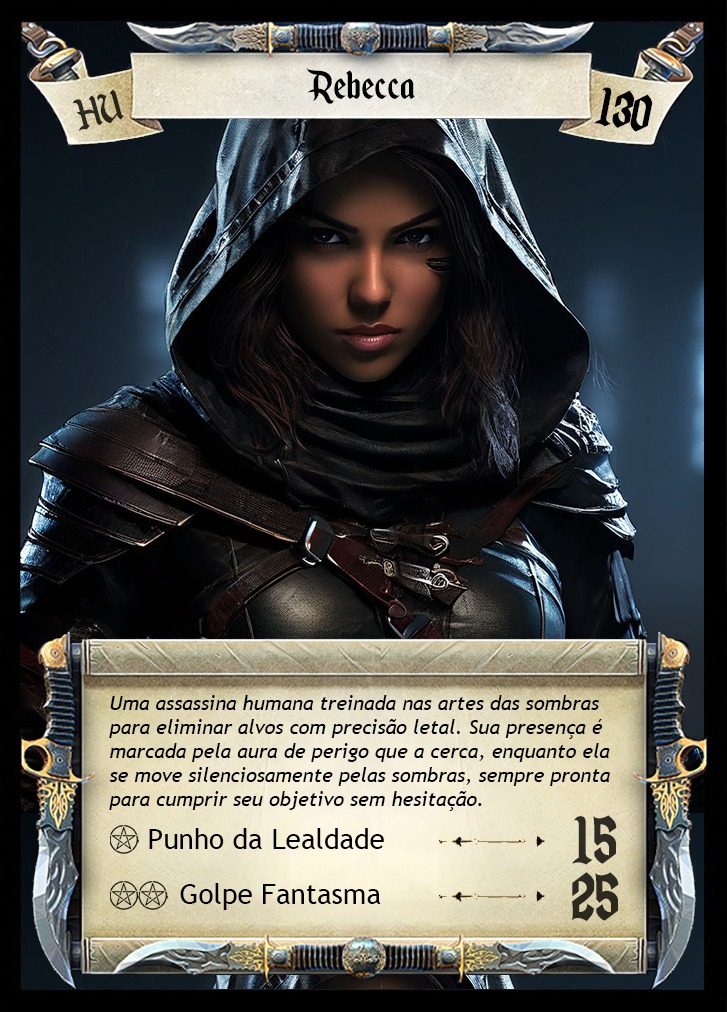 Rebecca
HU
130
Uma assassina humana treinada nas artes das sombras
para eliminar alvos com precisão letal. Sua presença é
marcada pela aura de perigo que a cerca, enquanto ela
se move silenciosamente pelas sombras, sempre pronta
para cumprir seu objetivo sem hesitação.
Punho da Lealdade 15
Golpe Fantasma 25